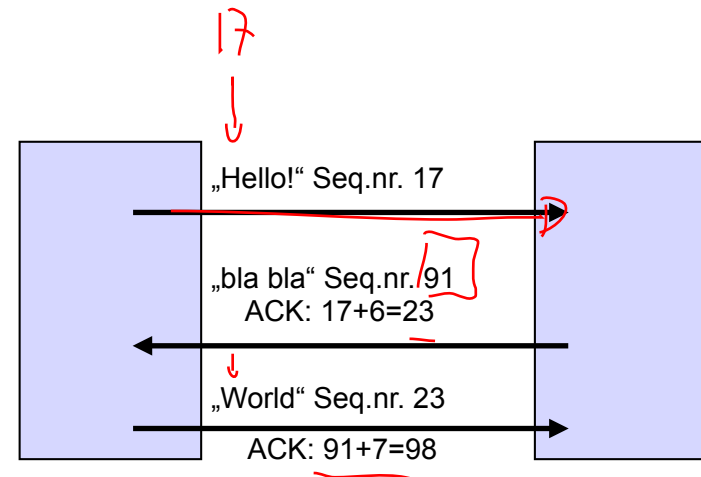 17
„Hello!“ Seq.nr. 17
„bla bla“ Seq.nr. 91
ACK: 17+6=23
„World“ Seq.nr. 23
ACK: 91+7=98